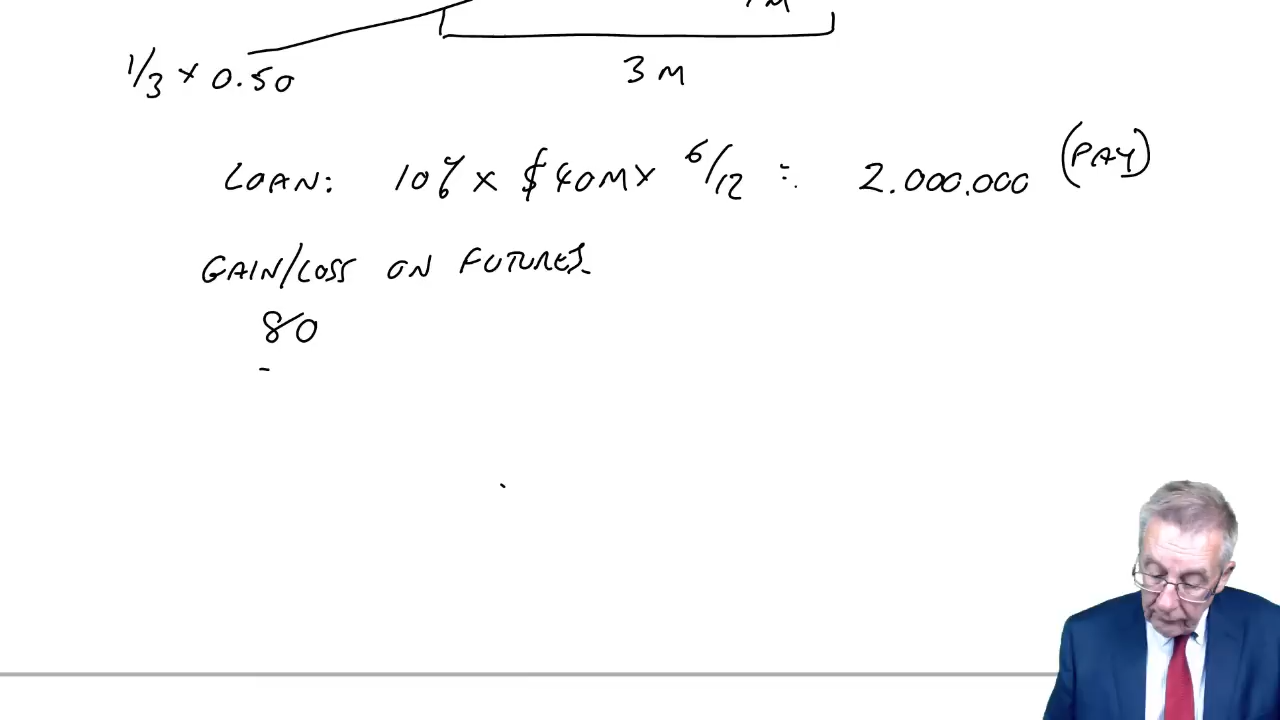 3 M
1/3 × 0.50
LOAN: 10% × $40M × 6/12 = 2.000.000 (PAY)
GAIN/LOSS ON FUTURES
80